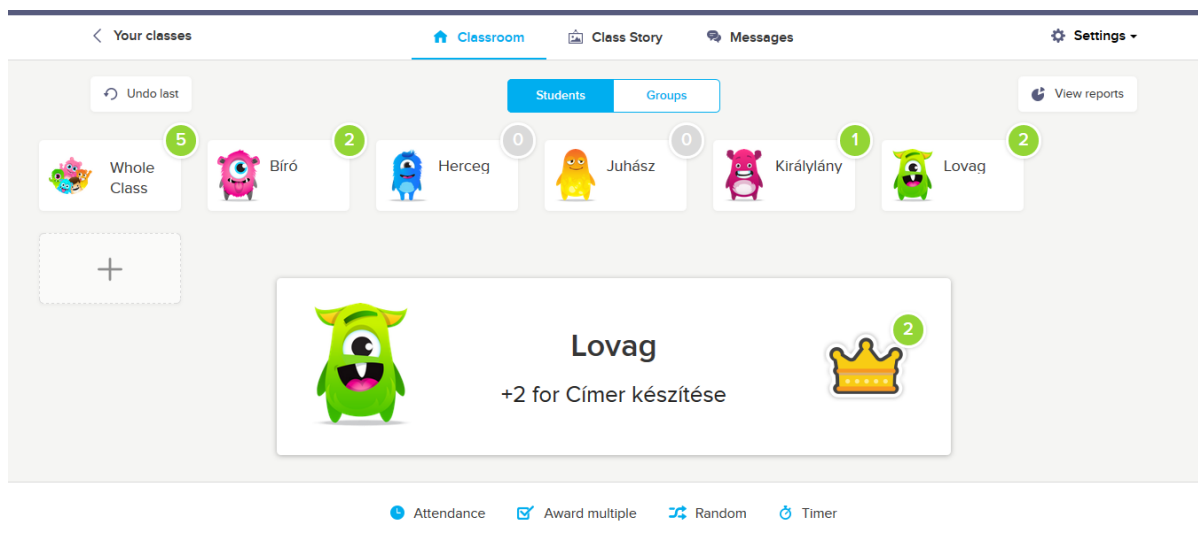 Your classes
Classroom
Class Story
Messages
Settings
Undo last
Students
Groups
View reports
5
Whole
Class
2
Bíró
0
Herceg
0
Juhász
1
Királylány
2
Lovag
+
2
Lovag
+2 for Címer készítése
Attendance
Award multiple
Random
Timer